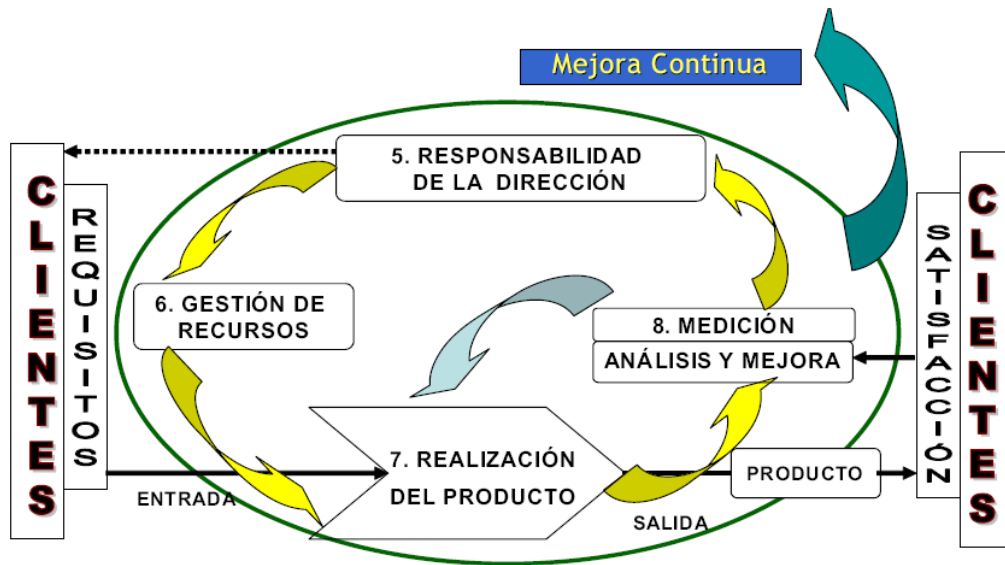 Mejora Continua
CLIENTES
REQUISITOS
5. RESPONSABILIDAD
DE LA DIRECCIÓN
6. GESTIÓN DE
RECURSOS
8. MEDICIÓN
ANÁLISIS Y MEJORA
7. REALIZACIÓN
DEL PRODUCTO
ENTRADA
SALIDA
PRODUCTO
SATISFACCIÓN
CLIENTES